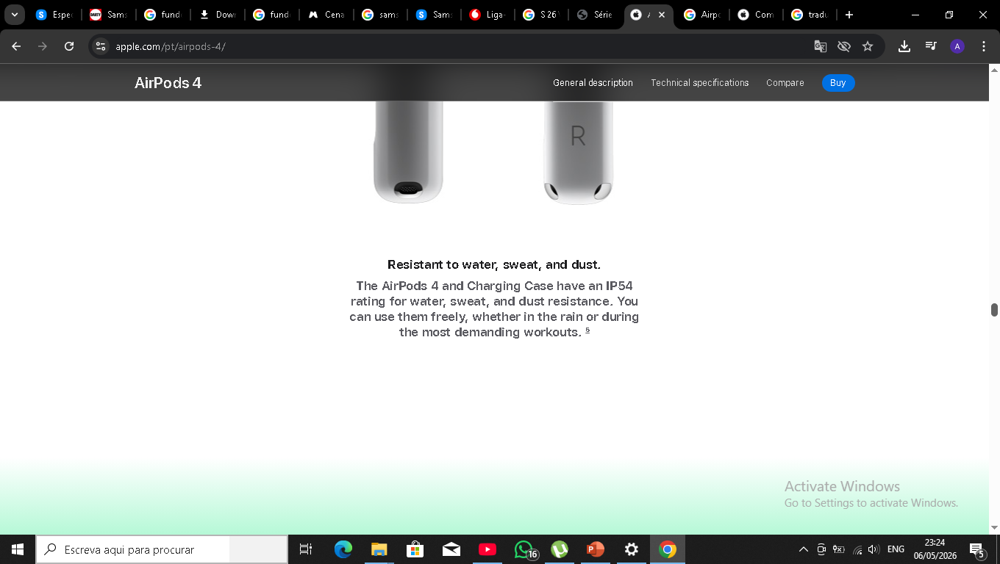 Espec
Sams
fund
Down
fund
Cena
sams
Sams
Liga-
S 26
Série
Airpo
Com
tradu
apple.com/pt/airpods-4/
A
AirPods 4
General description
Technical specifications
Compare
Buy
R
Resistant to water, sweat, and dust.
The AirPods 4 and Charging Case have an IP54
rating for water, sweat, and dust resistance. You
can use them freely, whether in the rain or during
the most demanding workouts. 5
Activate Windows
Go to Settings to activate Windows.
Escreva aqui para procurar
16
ENG
23:24
06/05/2026
5